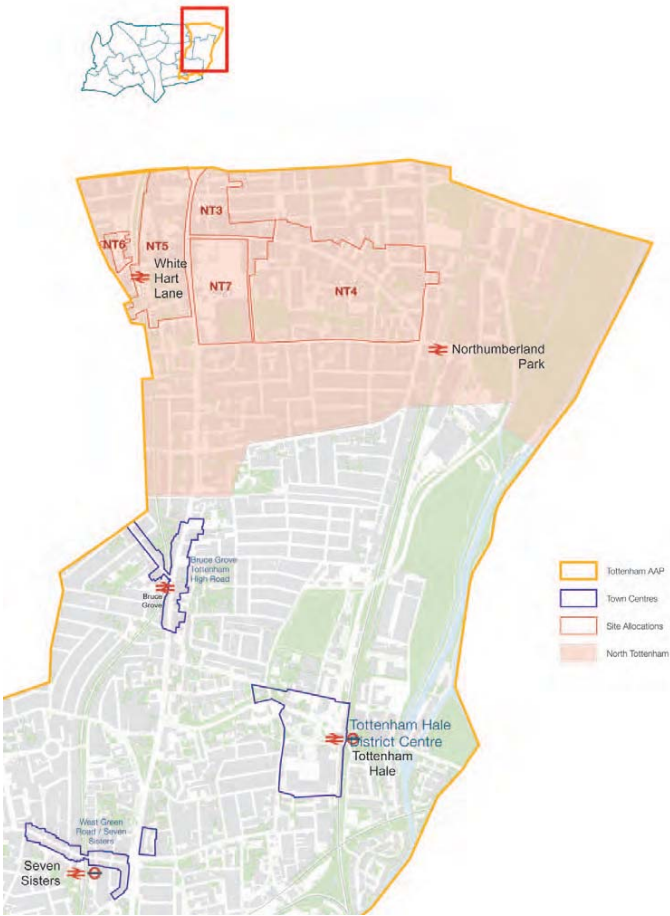 NT3
NT6
NT5
White
Hart
Lane
NT7
NT4
Northumberland
Park
Bruce Grove
Tottenham
High Road
Bruce
Grove
Tottenham AAP
Town Centres
Site Allocations
North Tottenham
Tottenham Hale
District Centre
Tottenham
Hale
West Green
Road / Seven
Sisters
Seven
Sisters